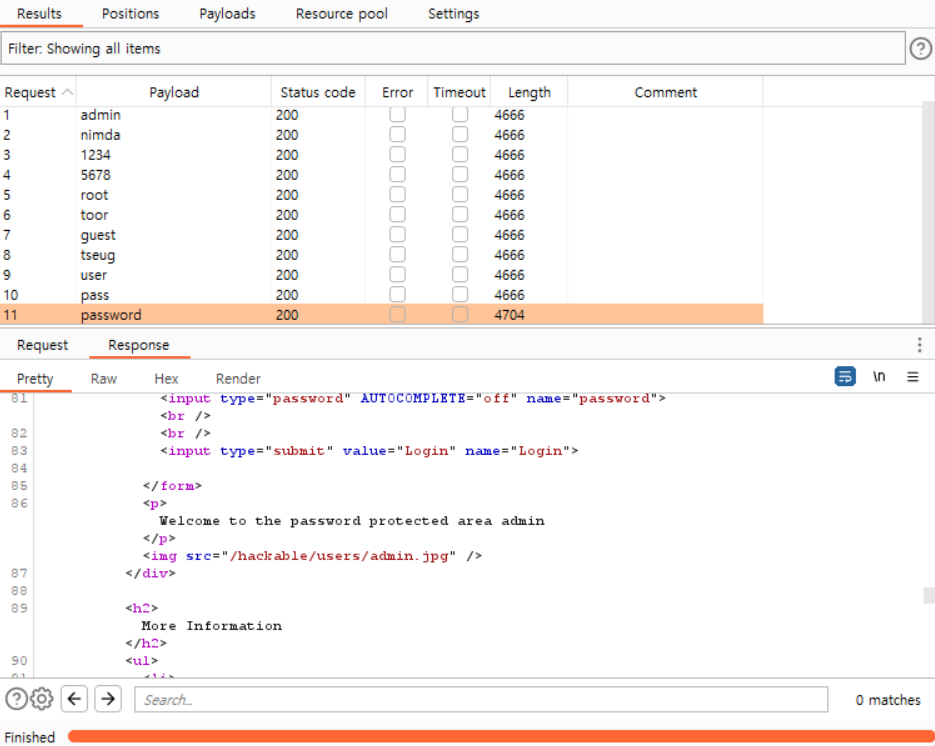 Results Positions Payloads Resource pool Settings
Filter: Showing all items
Request Payload Status code Error Timeout Length Comment
1 admin 200 4666
2 nimda 200 4666
3 1234 200 4666
4 5678 200 4666
5 root 200 4666
6 toor 200 4666
7 guest 200 4666
8 tseug 200 4666
9 user 200 4666
10 pass 200 4666
11 password 200 4704
Request Response
Pretty Raw Hex Render \n
81 <input type="password" AUTOCOMPLETE="off" name="password">
<br />
82 <br />
83 <input type="submit" value="Login" name="Login">
84
85 </form>
86 <p>
Welcome to the password protected area admin
</p>
<img src="/hackable/users/admin.jpg" />
87 </div>
88
89 <h2>
More Information
</h2>
90 <ul>
91 <li>
Search... 0 matches
Finished